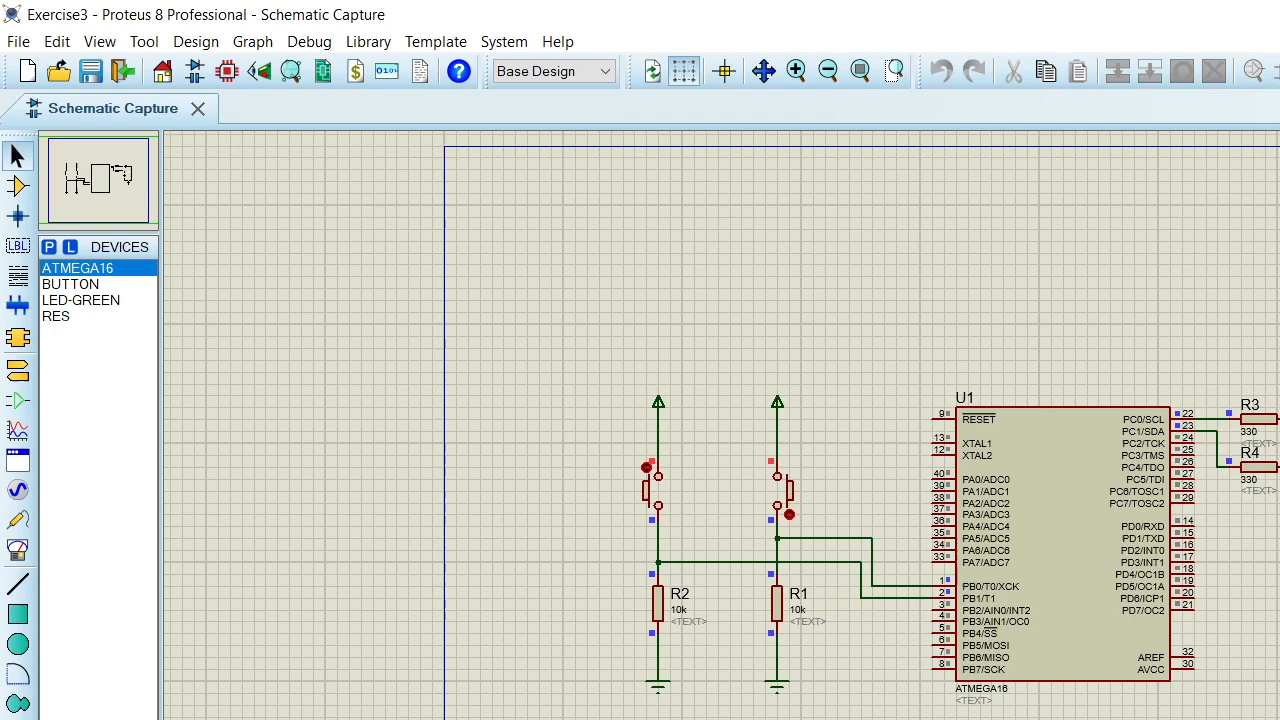 Exercise3 - Proteus 8 Professional - Schematic Capture
File Edit View Tool Design Graph Debug Library Template System Help
$ 0101 ? Base Design
Schematic Capture
LBL
P L DEVICES
ATMEGA16
BUTTON
LED-GREEN
RES
U1
ATMEGA16
<TEXT>
9 RESET
13 XTAL1
12 XTAL2
40 PA0/ADC0
39 PA1/ADC1
38 PA2/ADC2
37 PA3/ADC3
36 PA4/ADC4
35 PA5/ADC5
34 PA6/ADC6
33 PA7/ADC7
1 PB0/T0/XCK
2 PB1/T1
3 PB2/AIN0/INT2
4 PB3/AIN1/OC0
5 PB4/SS
6 PB5/MOSI
7 PB6/MISO
8 PB7/SCK
PC0/SCL 22
PC1/SDA 23
PC2/TCK 24
PC3/TMS 25
PC4/TDO 26
PC5/TDI 27
PC6/TOSC1 28
PC7/TOSC2 29
PD0/RXD 14
PD1/TXD 15
PD2/INT0 16
PD3/INT1 17
PD4/OC1B 18
PD5/OC1A 19
PD6/ICP1 20
PD7/OC2 21
AREF 32
AVCC 30
R3
330
<TEXT>
R4
330
<TEXT>
R2
10k
<TEXT>
R1
10k
<TEXT>